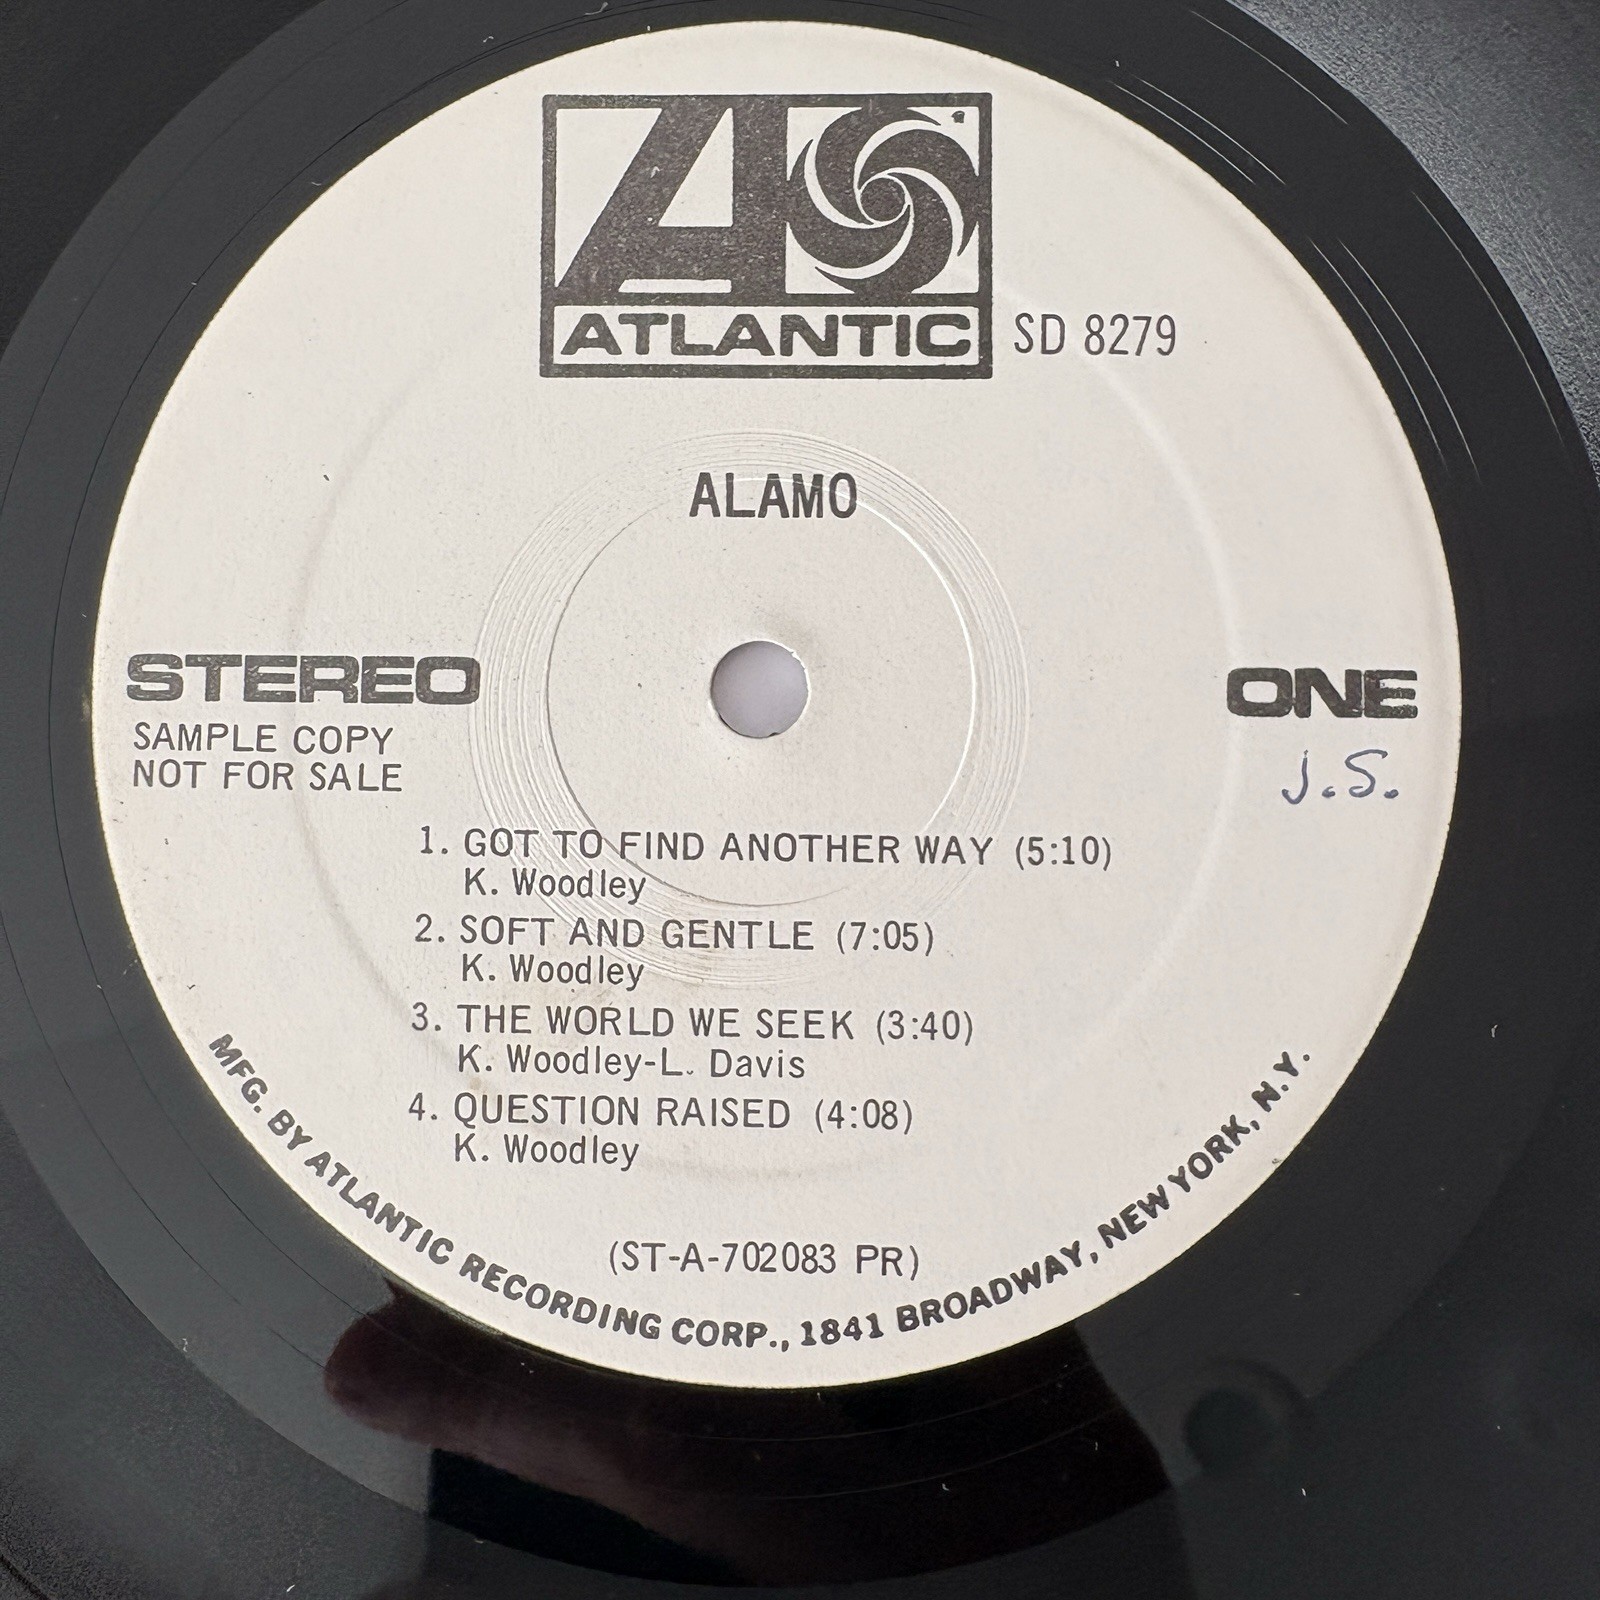 ATLANTIC
SD 8279
ALAMO
STEREO
ONE
SAMPLE COPY
NOT FOR SALE
J.S.
1. GOT TO FIND ANOTHER WAY (5:10)
K. Woodley
2. SOFT AND GENTLE (7:05)
K. Woodley
3. THE WORLD WE SEEK (3:40)
K. Woodley-L. Davis
4. QUESTION RAISED (4:08)
K. Woodley
(ST-A-702083 PR)
MFG. BY ATLANTIC RECORDING CORP., 1841 BROADWAY, NEW YORK, N.Y.